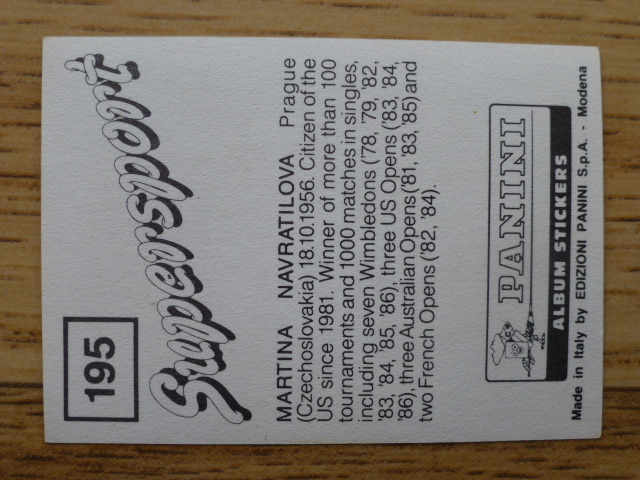 195
Supersport
MARTINA NAVRATILOVA Prague
(Czechoslovakia) 18.10.1956. Citizen of the
US since 1981. Winner of more than 100
tournaments and 1000 matches in singles,
including seven Wimbledons ('78, '79, '82,
'83, '84, '85, '86), three US Opens ('83, '84,
'86), three Australian Opens ('81, '83, '85) and
two French Opens ('82, '84).
PANINI
ALBUM STICKERS
Made in Italy by EDIZIONI PANINI S.p.A. - Modena